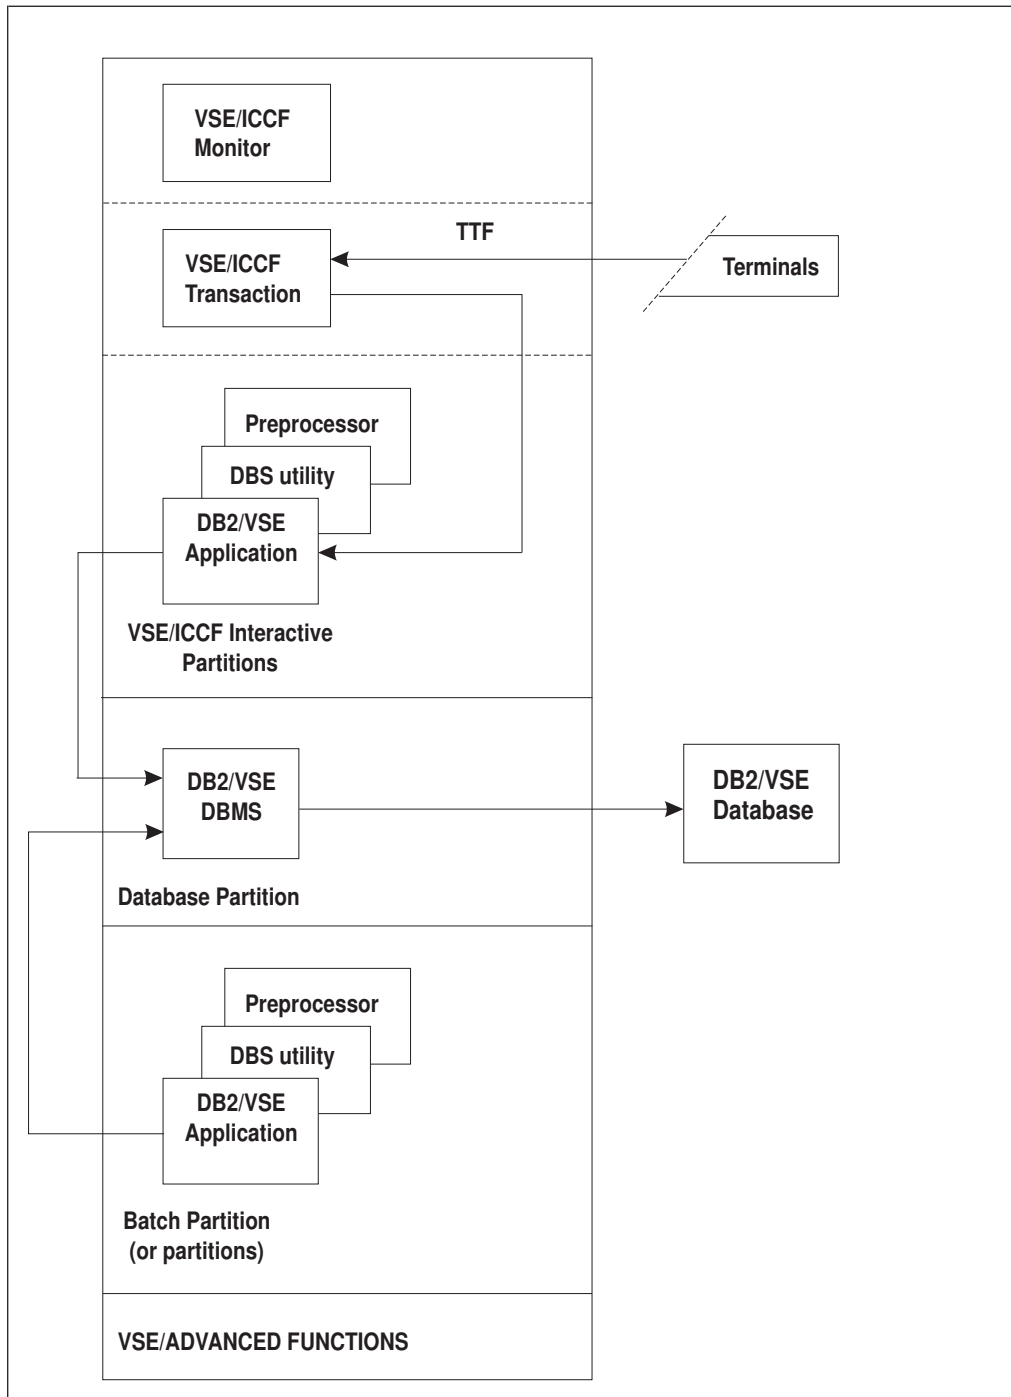 VSE/ICCF
Monitor
TTF
VSE/ICCF
Transaction
Terminals
Preprocessor
DBS utility
DB2/VSE
Application
VSE/ICCF Interactive
Partitions
DB2/VSE
DBMS
DB2/VSE
Database
Database Partition
Preprocessor
DBS utility
DB2/VSE
Application
Batch Partition
(or partitions)
VSE/ADVANCED FUNCTIONS